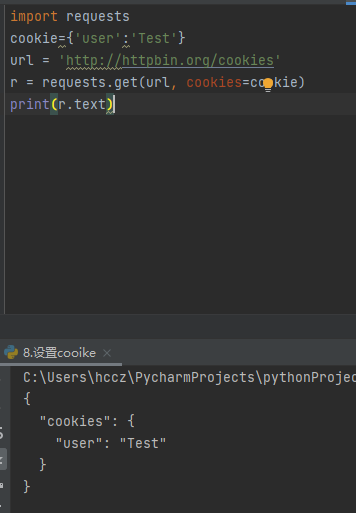 import requests
cookie={'user':'Test'}
url = 'http://httpbin.org/cookies'
r = requests.get(url, cookies=cookie)
print(r.text)
8.设置cooike ×
C:\Users\hccz\PycharmProjects\pythonProjec
{
"cookies": {
"user": "Test"
}
}